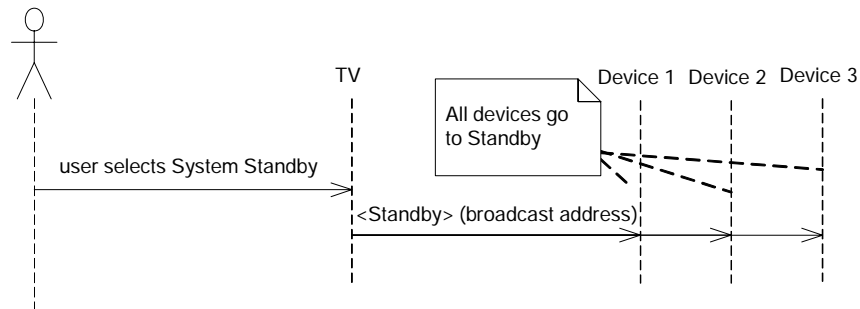 TV
Device 1
Device 2
Device 3
All devices go
to Standby
user selects System Standby
<Standby> (broadcast address)